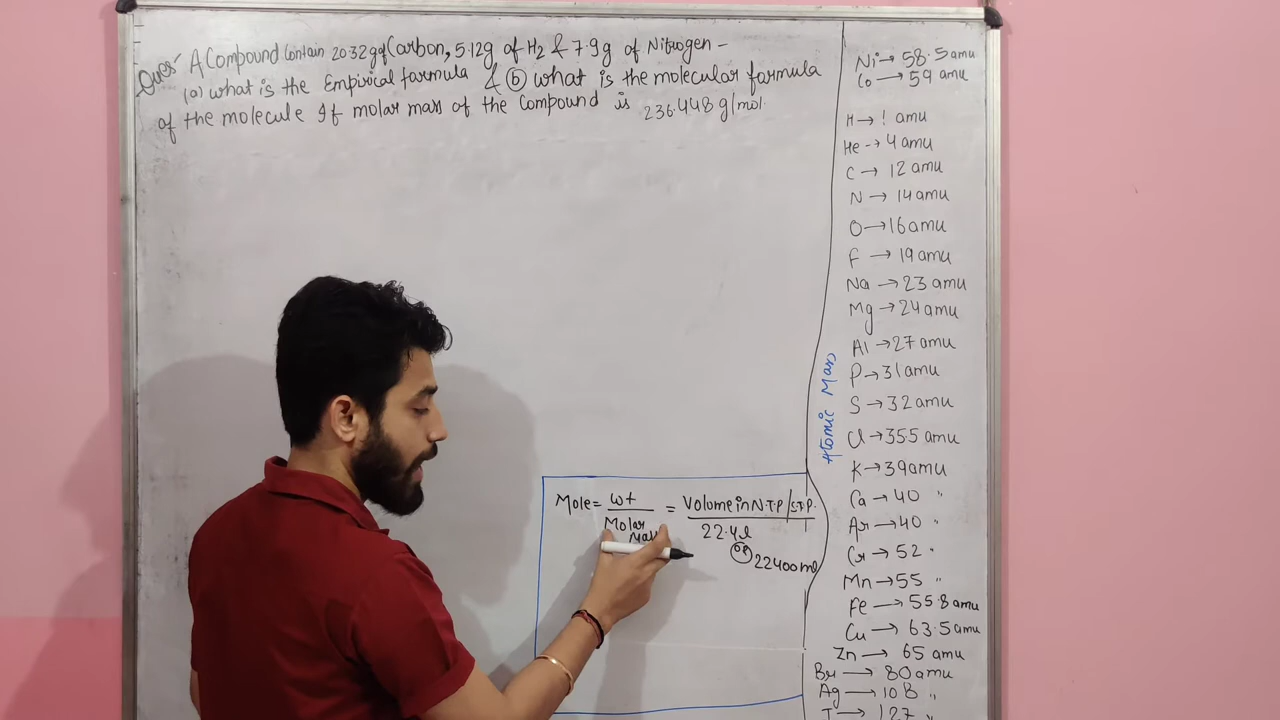 Ques A Compound Contain 20.32g of Carbon, 5.12g of H2 & 7.9g of Nitrogen -
(a) what is the Empirical formula & (b) what is the molecular formula
of the molecule If molar mass of the Compound is 236.448 g/mol.
Mole = wt / Molar Mass = Volume in N.T.P / S.T.P. / 22.4l
or 22400ml
Atomic Mass
Ni → 58.5 amu
Co → 59 amu
H → 1 amu
He → 4 amu
C → 12 amu
N → 14 amu
O → 16 amu
F → 19 amu
Na → 23 amu
Mg → 24 amu
Al → 27 amu
P → 31 amu
S → 32 amu
Cl → 35.5 amu
K → 39 amu
Ca → 40 "
Ar → 40 "
Cr → 52 "
Mn → 55 "
Fe → 55.8 amu
Cu → 63.5 amu
Zn → 65 amu
Br → 80 amu
Ag → 108 "
I → 127 "